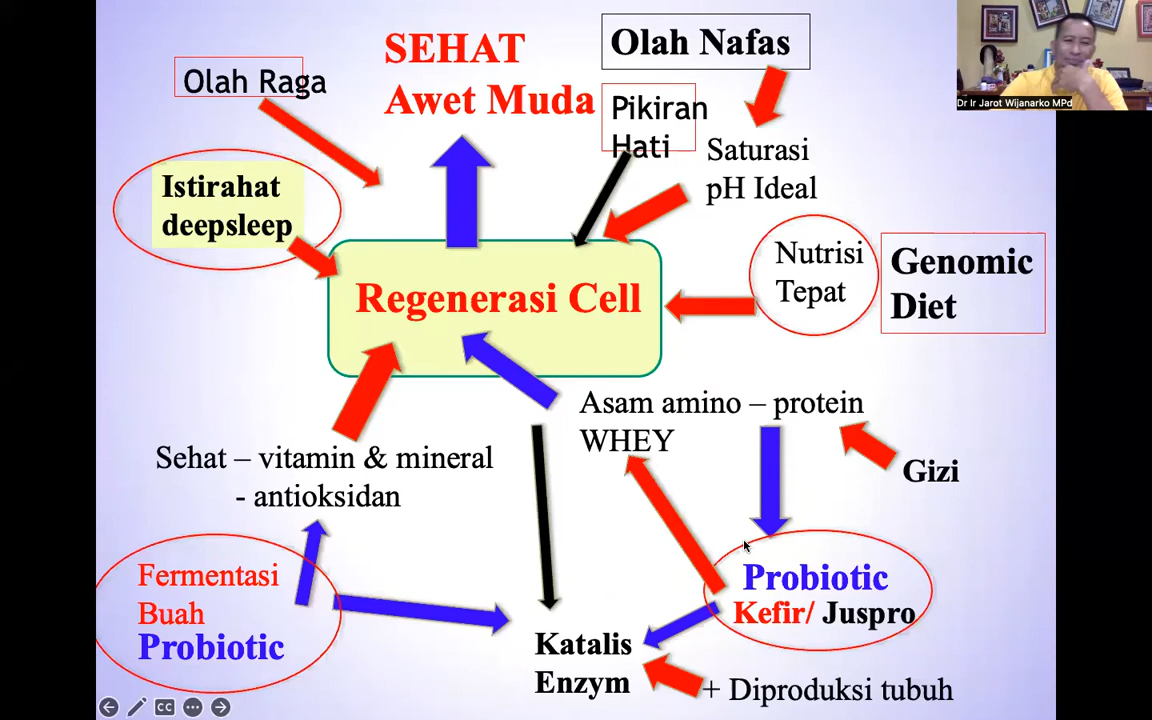 SEHAT
Awet Muda
Olah Nafas
Olah Raga
Pikiran
Hati
Saturasi
pH Ideal
Istirahat
deepsleep
Nutrisi
Tepat
Genomic
Diet
Regenerasi Cell
Asam amino – protein
WHEY
Gizi
Sehat – vitamin & mineral
- antioksidan
Fermentasi
Buah
Probiotic
Probiotic
Kefir/ Juspro
Katalis
Enzym
+ Diproduksi tubuh
Dr Ir Jarot Wijanarko MPd
CC